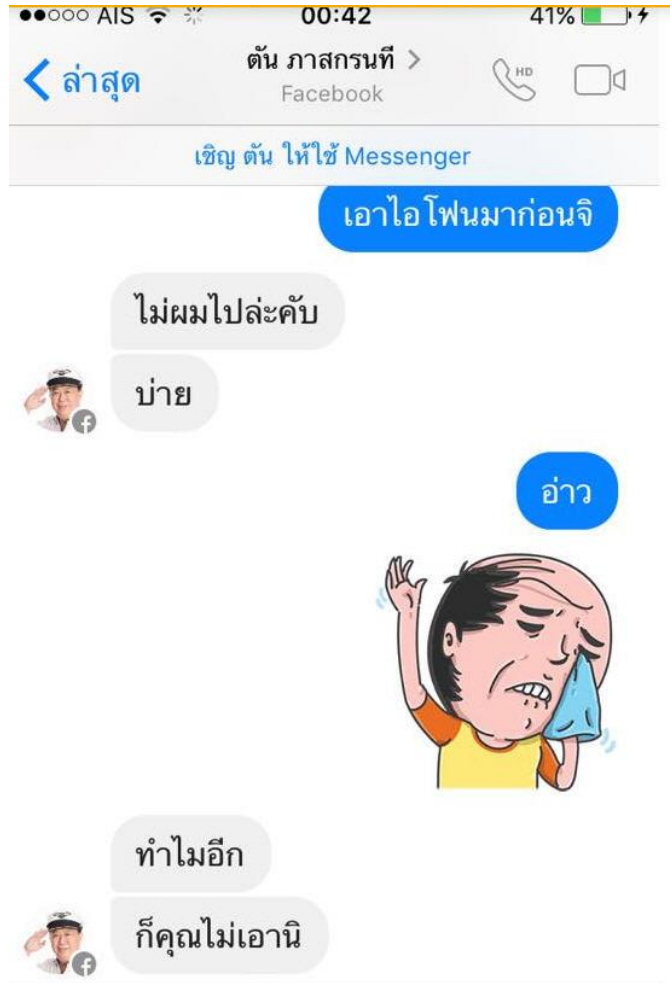 AIS 00:42 41%
ล่าสุด ตัน ภาสกรนที HD
Facebook
เชิญ ตัน ให้ใช้ Messenger
เอาไอโฟนมาก่อนจิ
ไม่ผมไปล่ะคับ
บ่าย
อ่าว
ทำไมอีก
ก็คุณไม่เอานิ